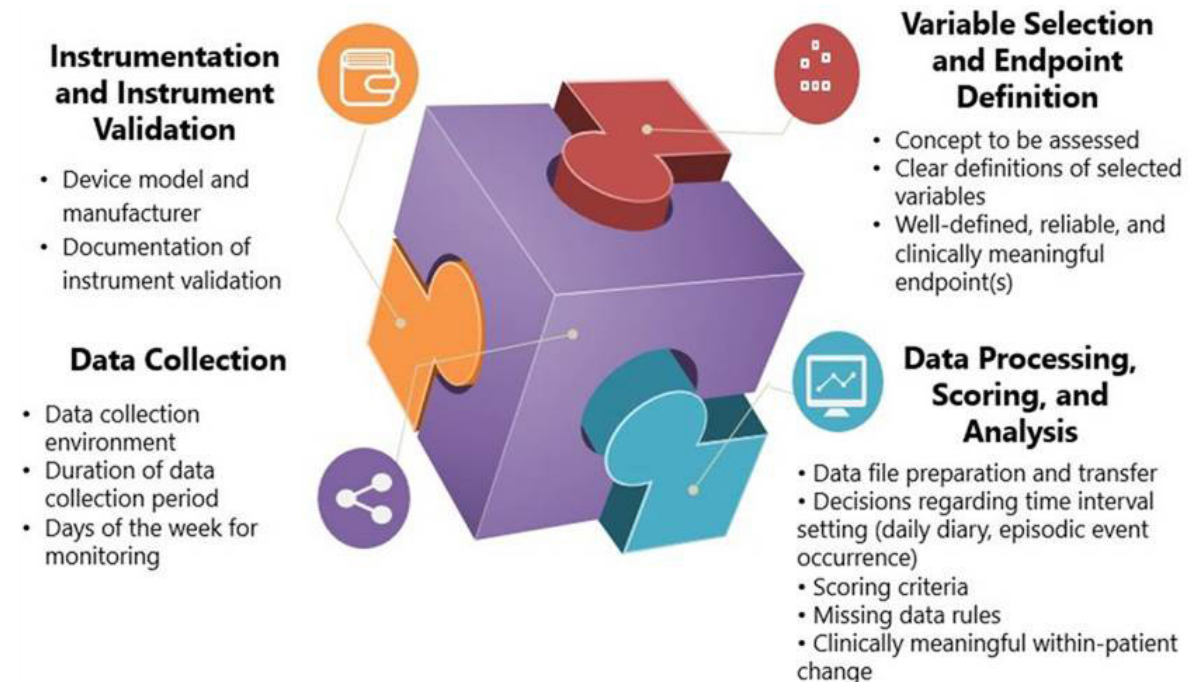 Instrumentation
and Instrument
Validation
• Device model and
manufacturer
• Documentation of
instrument validation
Data Collection
• Data collection
environment
• Duration of data
collection period
• Days of the week for
monitoring
Variable Selection
and Endpoint
Definition
• Concept to be assessed
• Clear definitions of selected
variables
• Well-defined, reliable, and
clinically meaningful
endpoint(s)
Data Processing,
Scoring, and
Analysis
• Data file preparation and transfer
• Decisions regarding time interval
setting (daily diary, episodic event
occurrence)
• Scoring criteria
• Missing data rules
• Clinically meaningful within-patient
change